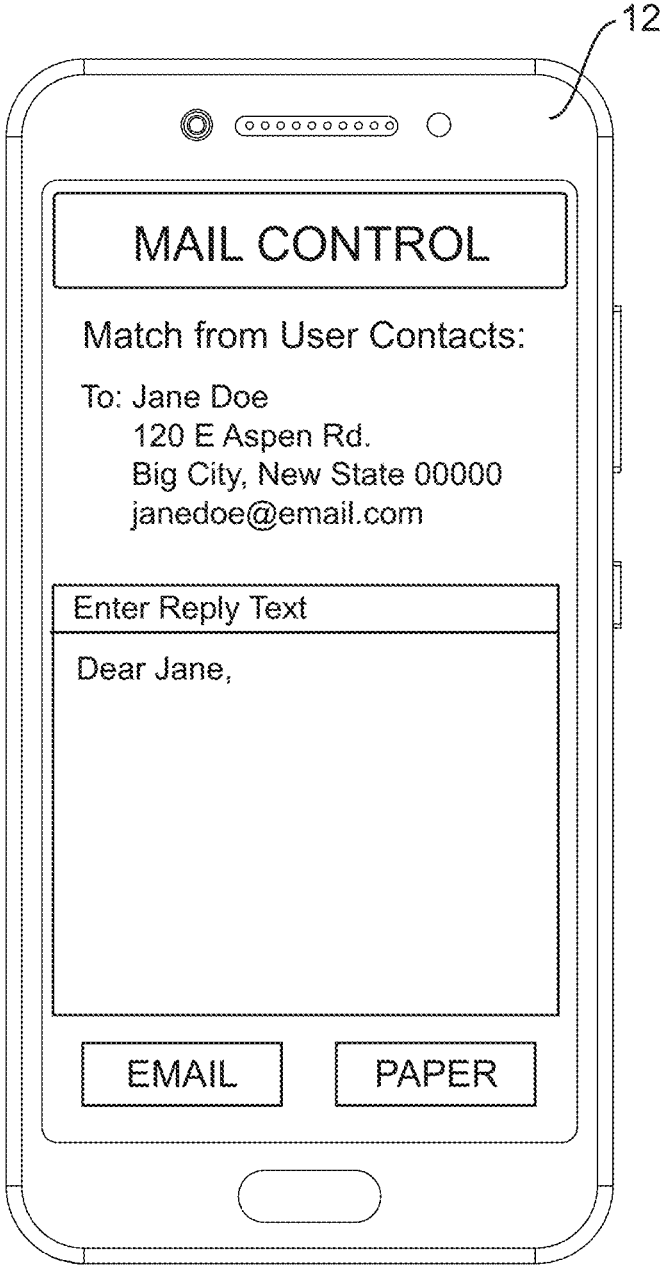 12
MAIL CONTROL
Match from User Contacts:
To: Jane Doe
120 E Aspen Rd.
Big City, New State 00000
janedoe@email.com
Enter Reply Text
Dear Jane,
EMAIL
PAPER